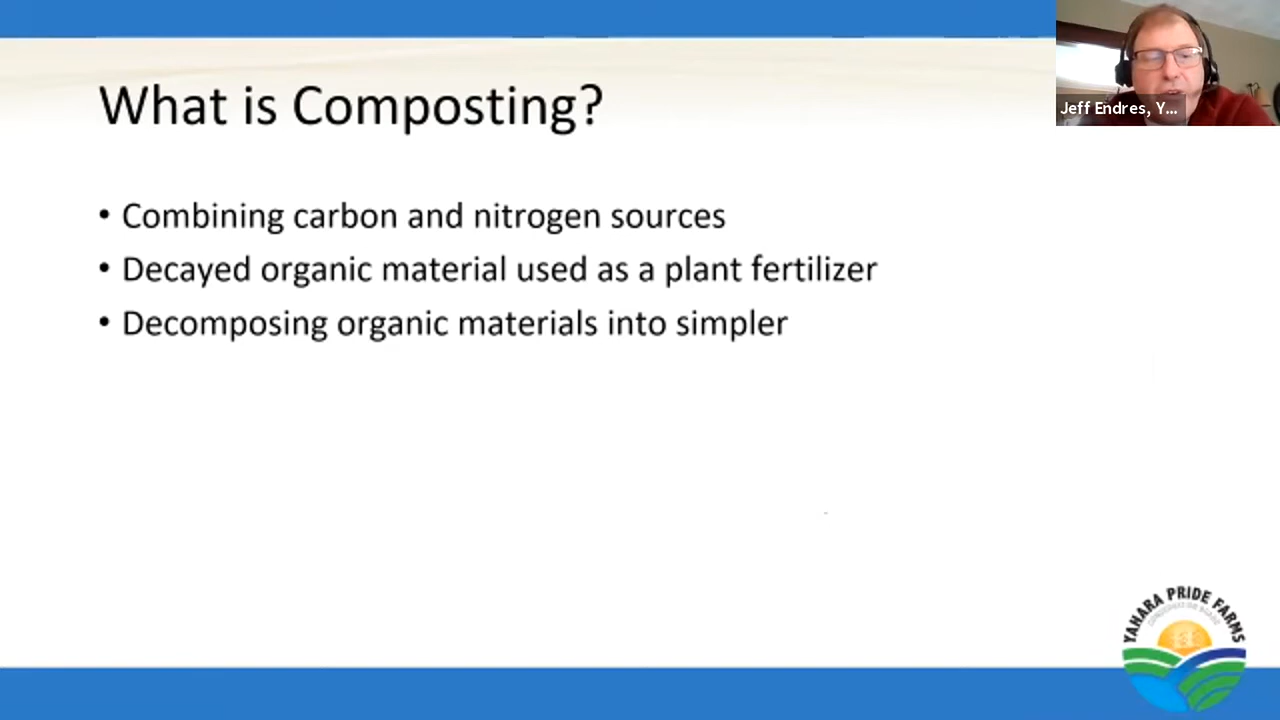 What is Composting?
Jeff Endres, Y...
• Combining carbon and nitrogen sources
• Decayed organic material used as a plant fertilizer
• Decomposing organic materials into simpler
YAHARA PRIDE FARMS